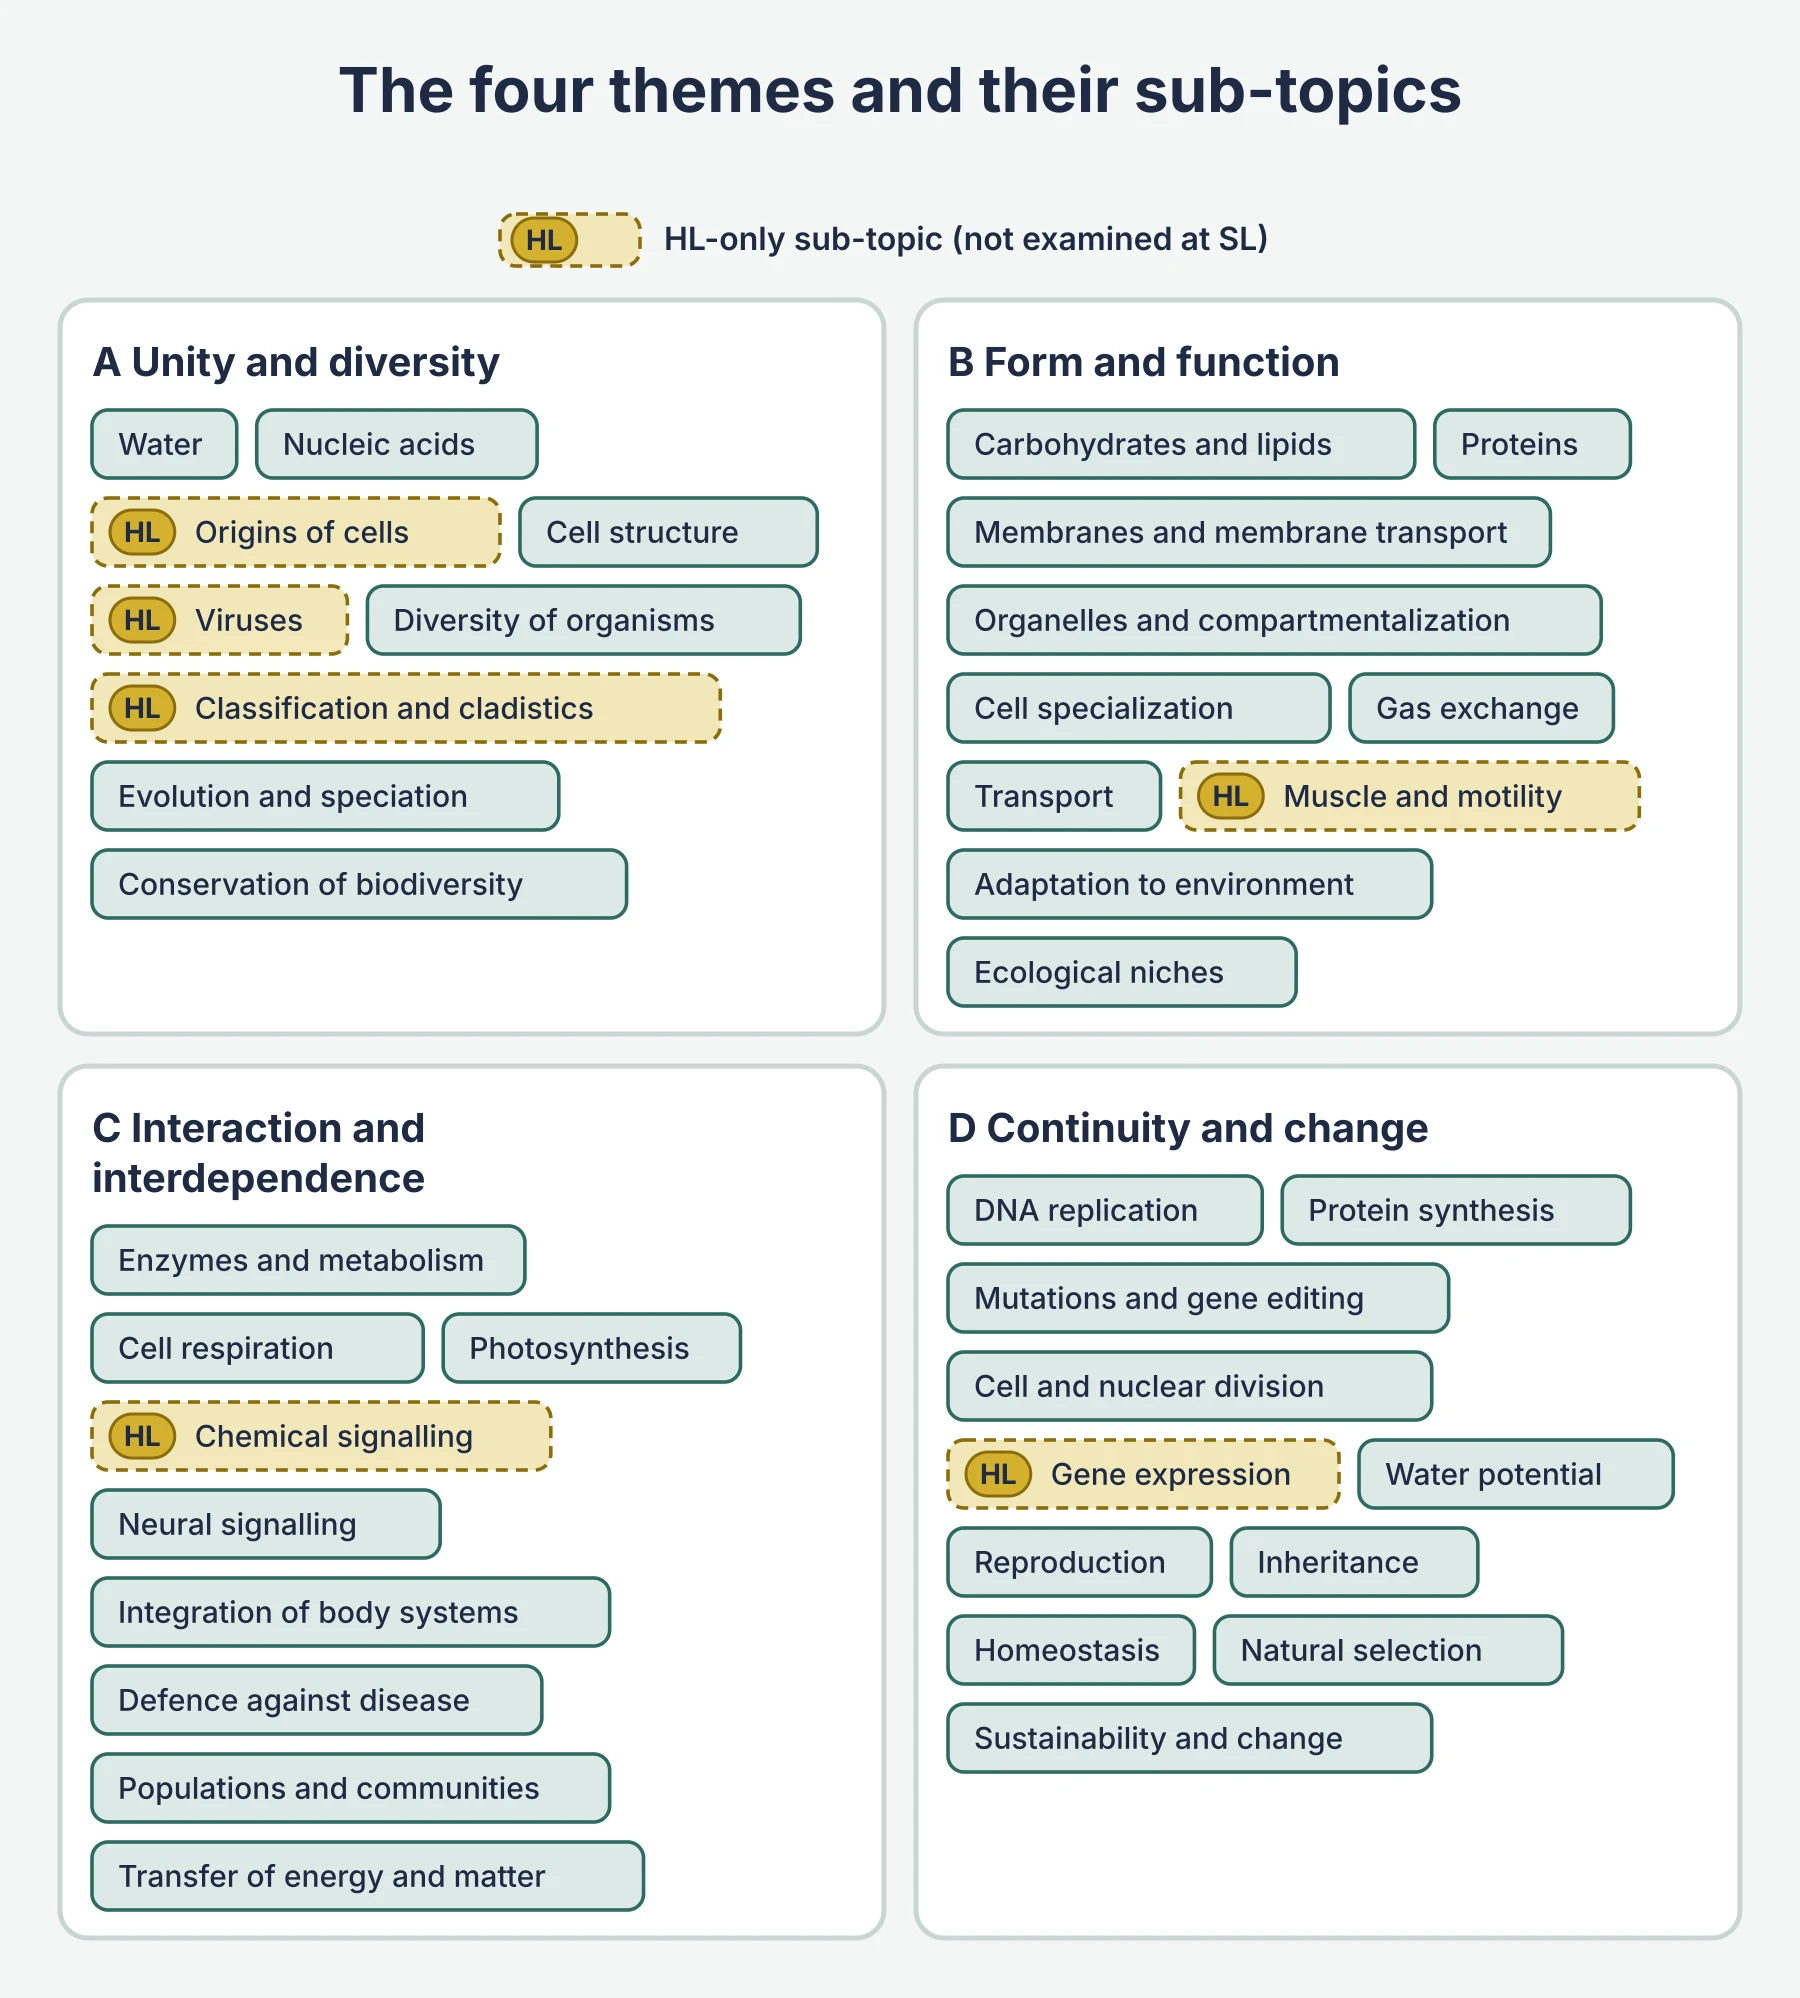 The four themes and their sub-topics
HL HL-only sub-topic (not examined at SL)
A Unity and diversity
Water Nucleic acids
HL Origins of cells Cell structure
HL Viruses Diversity of organisms
HL Classification and cladistics
Evolution and speciation
Conservation of biodiversity
B Form and function
Carbohydrates and lipids Proteins
Membranes and membrane transport
Organelles and compartmentalization
Cell specialization Gas exchange
Transport HL Muscle and motility
Adaptation to environment
Ecological niches
C Interaction and
interdependence
Enzymes and metabolism
Cell respiration Photosynthesis
HL Chemical signalling
Neural signalling
Integration of body systems
Defence against disease
Populations and communities
Transfer of energy and matter
D Continuity and change
DNA replication Protein synthesis
Mutations and gene editing
Cell and nuclear division
HL Gene expression Water potential
Reproduction Inheritance
Homeostasis Natural selection
Sustainability and change